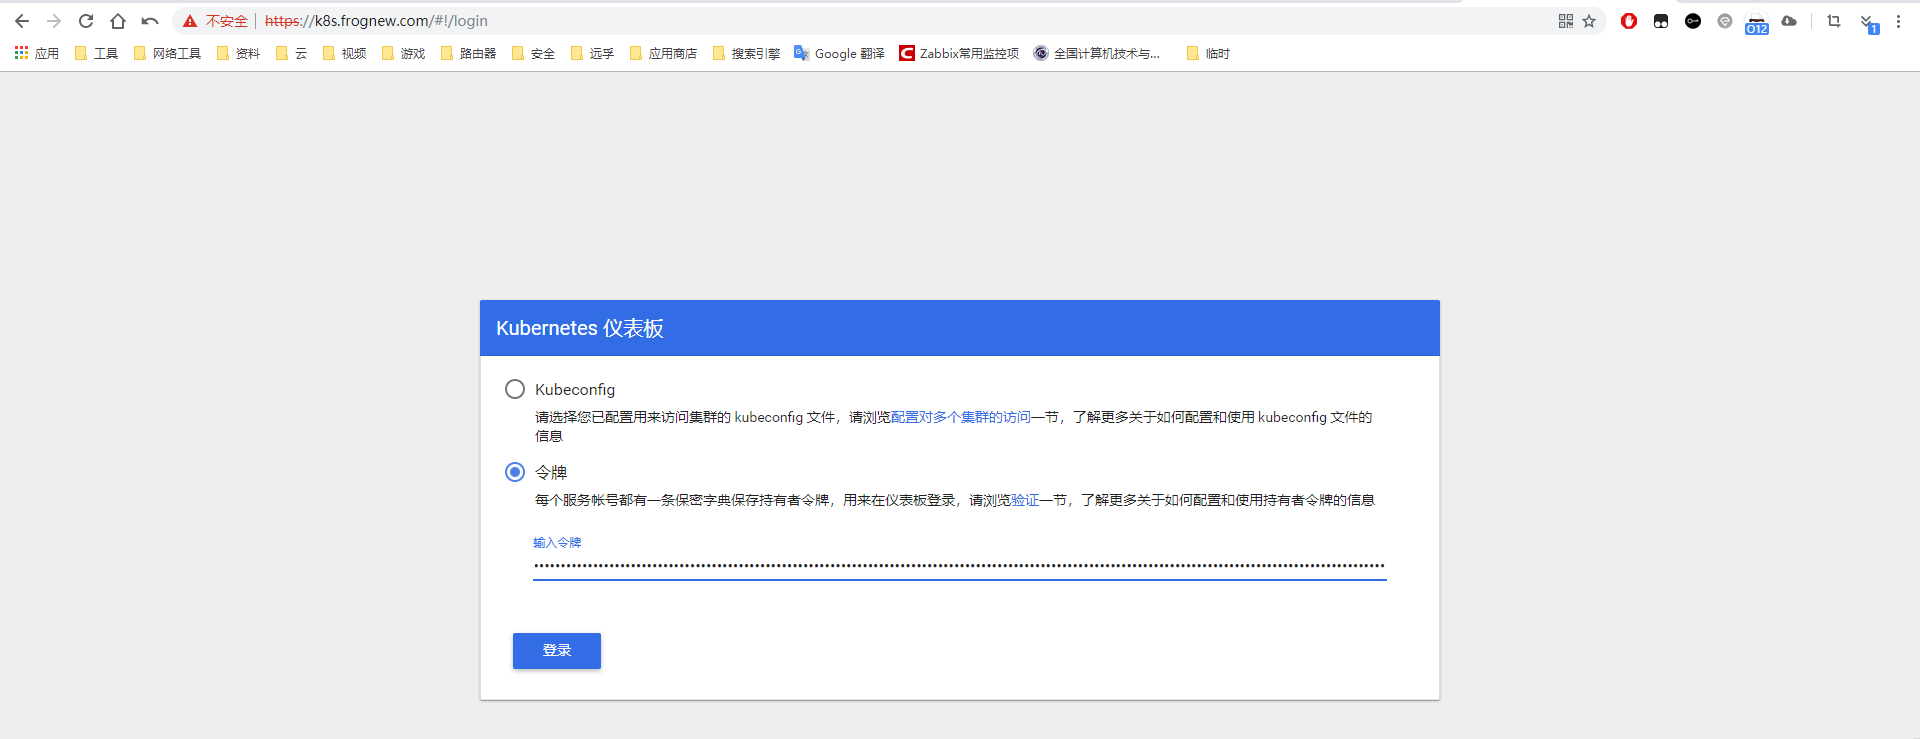 不安全 https://k8s.frognew.com/#!/login
O12
1
应用 工具 网络工具 资料 云 视频 游戏 路由器 安全 远孚 应用商店 搜索引擎 Google 翻译 Zabbix常用监控项 全国计算机技术与... 临时
Kubernetes 仪表板
Kubeconfig
请选择您已配置用来访问集群的 kubeconfig 文件，请浏览配置对多个集群的访问一节，了解更多关于如何配置和使用 kubeconfig 文件的
信息
令牌
每个服务帐号都有一条保密字典保存持有者令牌，用来在仪表板登录，请浏览验证一节，了解更多关于如何配置和使用持有者令牌的信息
输入令牌
登录